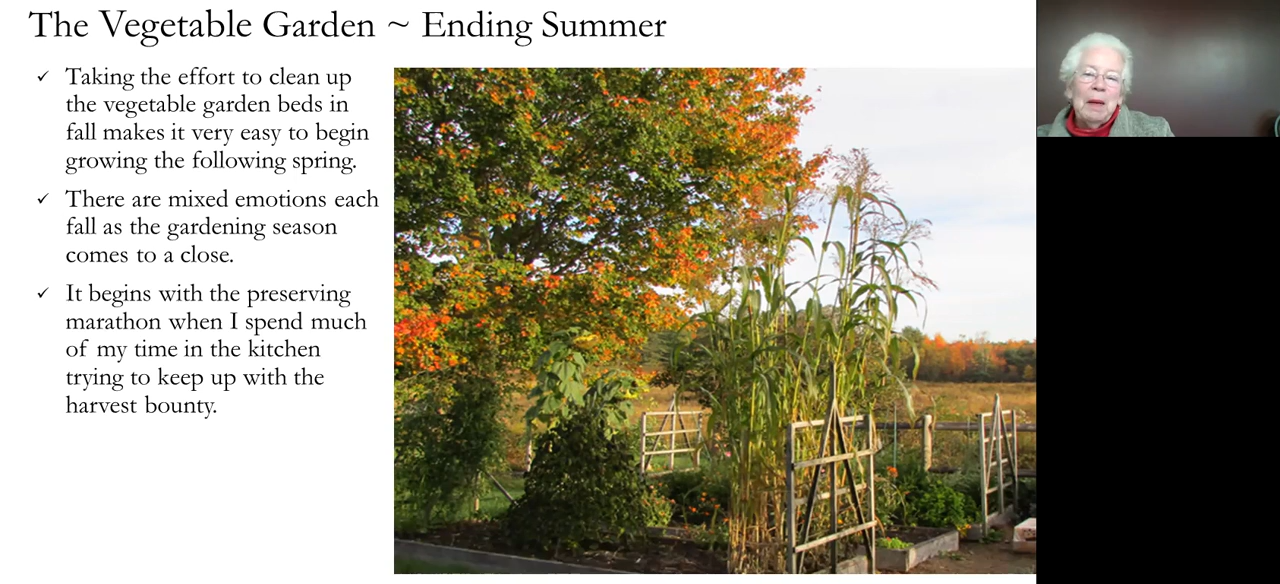 The Vegetable Garden ~ Ending Summer
✓ Taking the effort to clean up
the vegetable garden beds in
fall makes it very easy to begin
growing the following spring.
✓ There are mixed emotions each
fall as the gardening season
comes to a close.
✓ It begins with the preserving
marathon when I spend much
of my time in the kitchen
trying to keep up with the
harvest bounty.